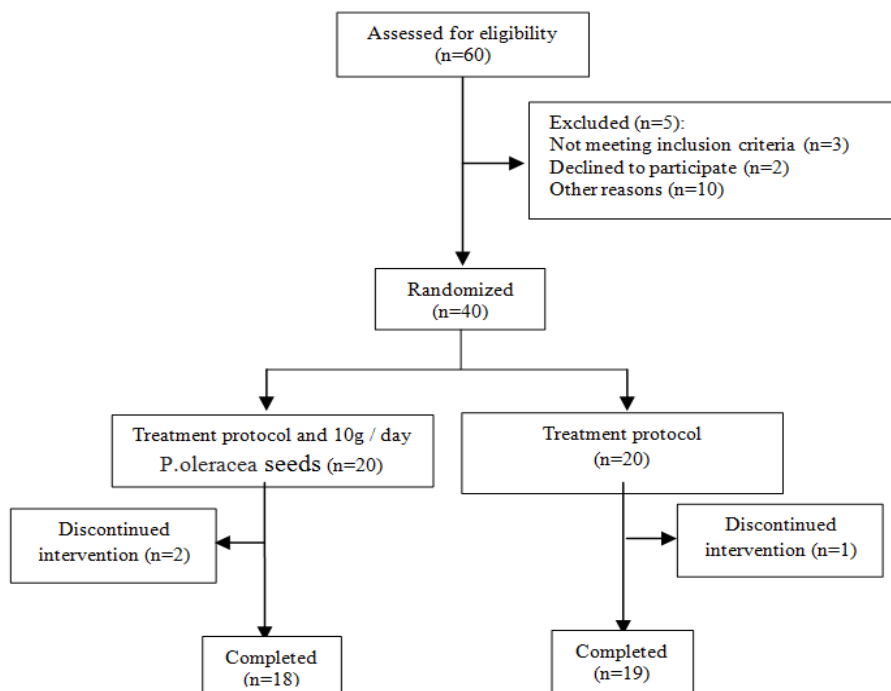 Assessed for eligibility
(n=60)
Excluded (n=5):
Not meeting inclusion criteria (n=3)
Declined to participate (n=2)
Other reasons (n=10)
Randomized
(n=40)
Treatment protocol and 10g / day
P.oleracea seeds (n=20)
Treatment protocol
(n=20)
Discontinued
intervention (n=2)
Discontinued
intervention (n=1)
Completed
(n=18)
Completed
(n=19)